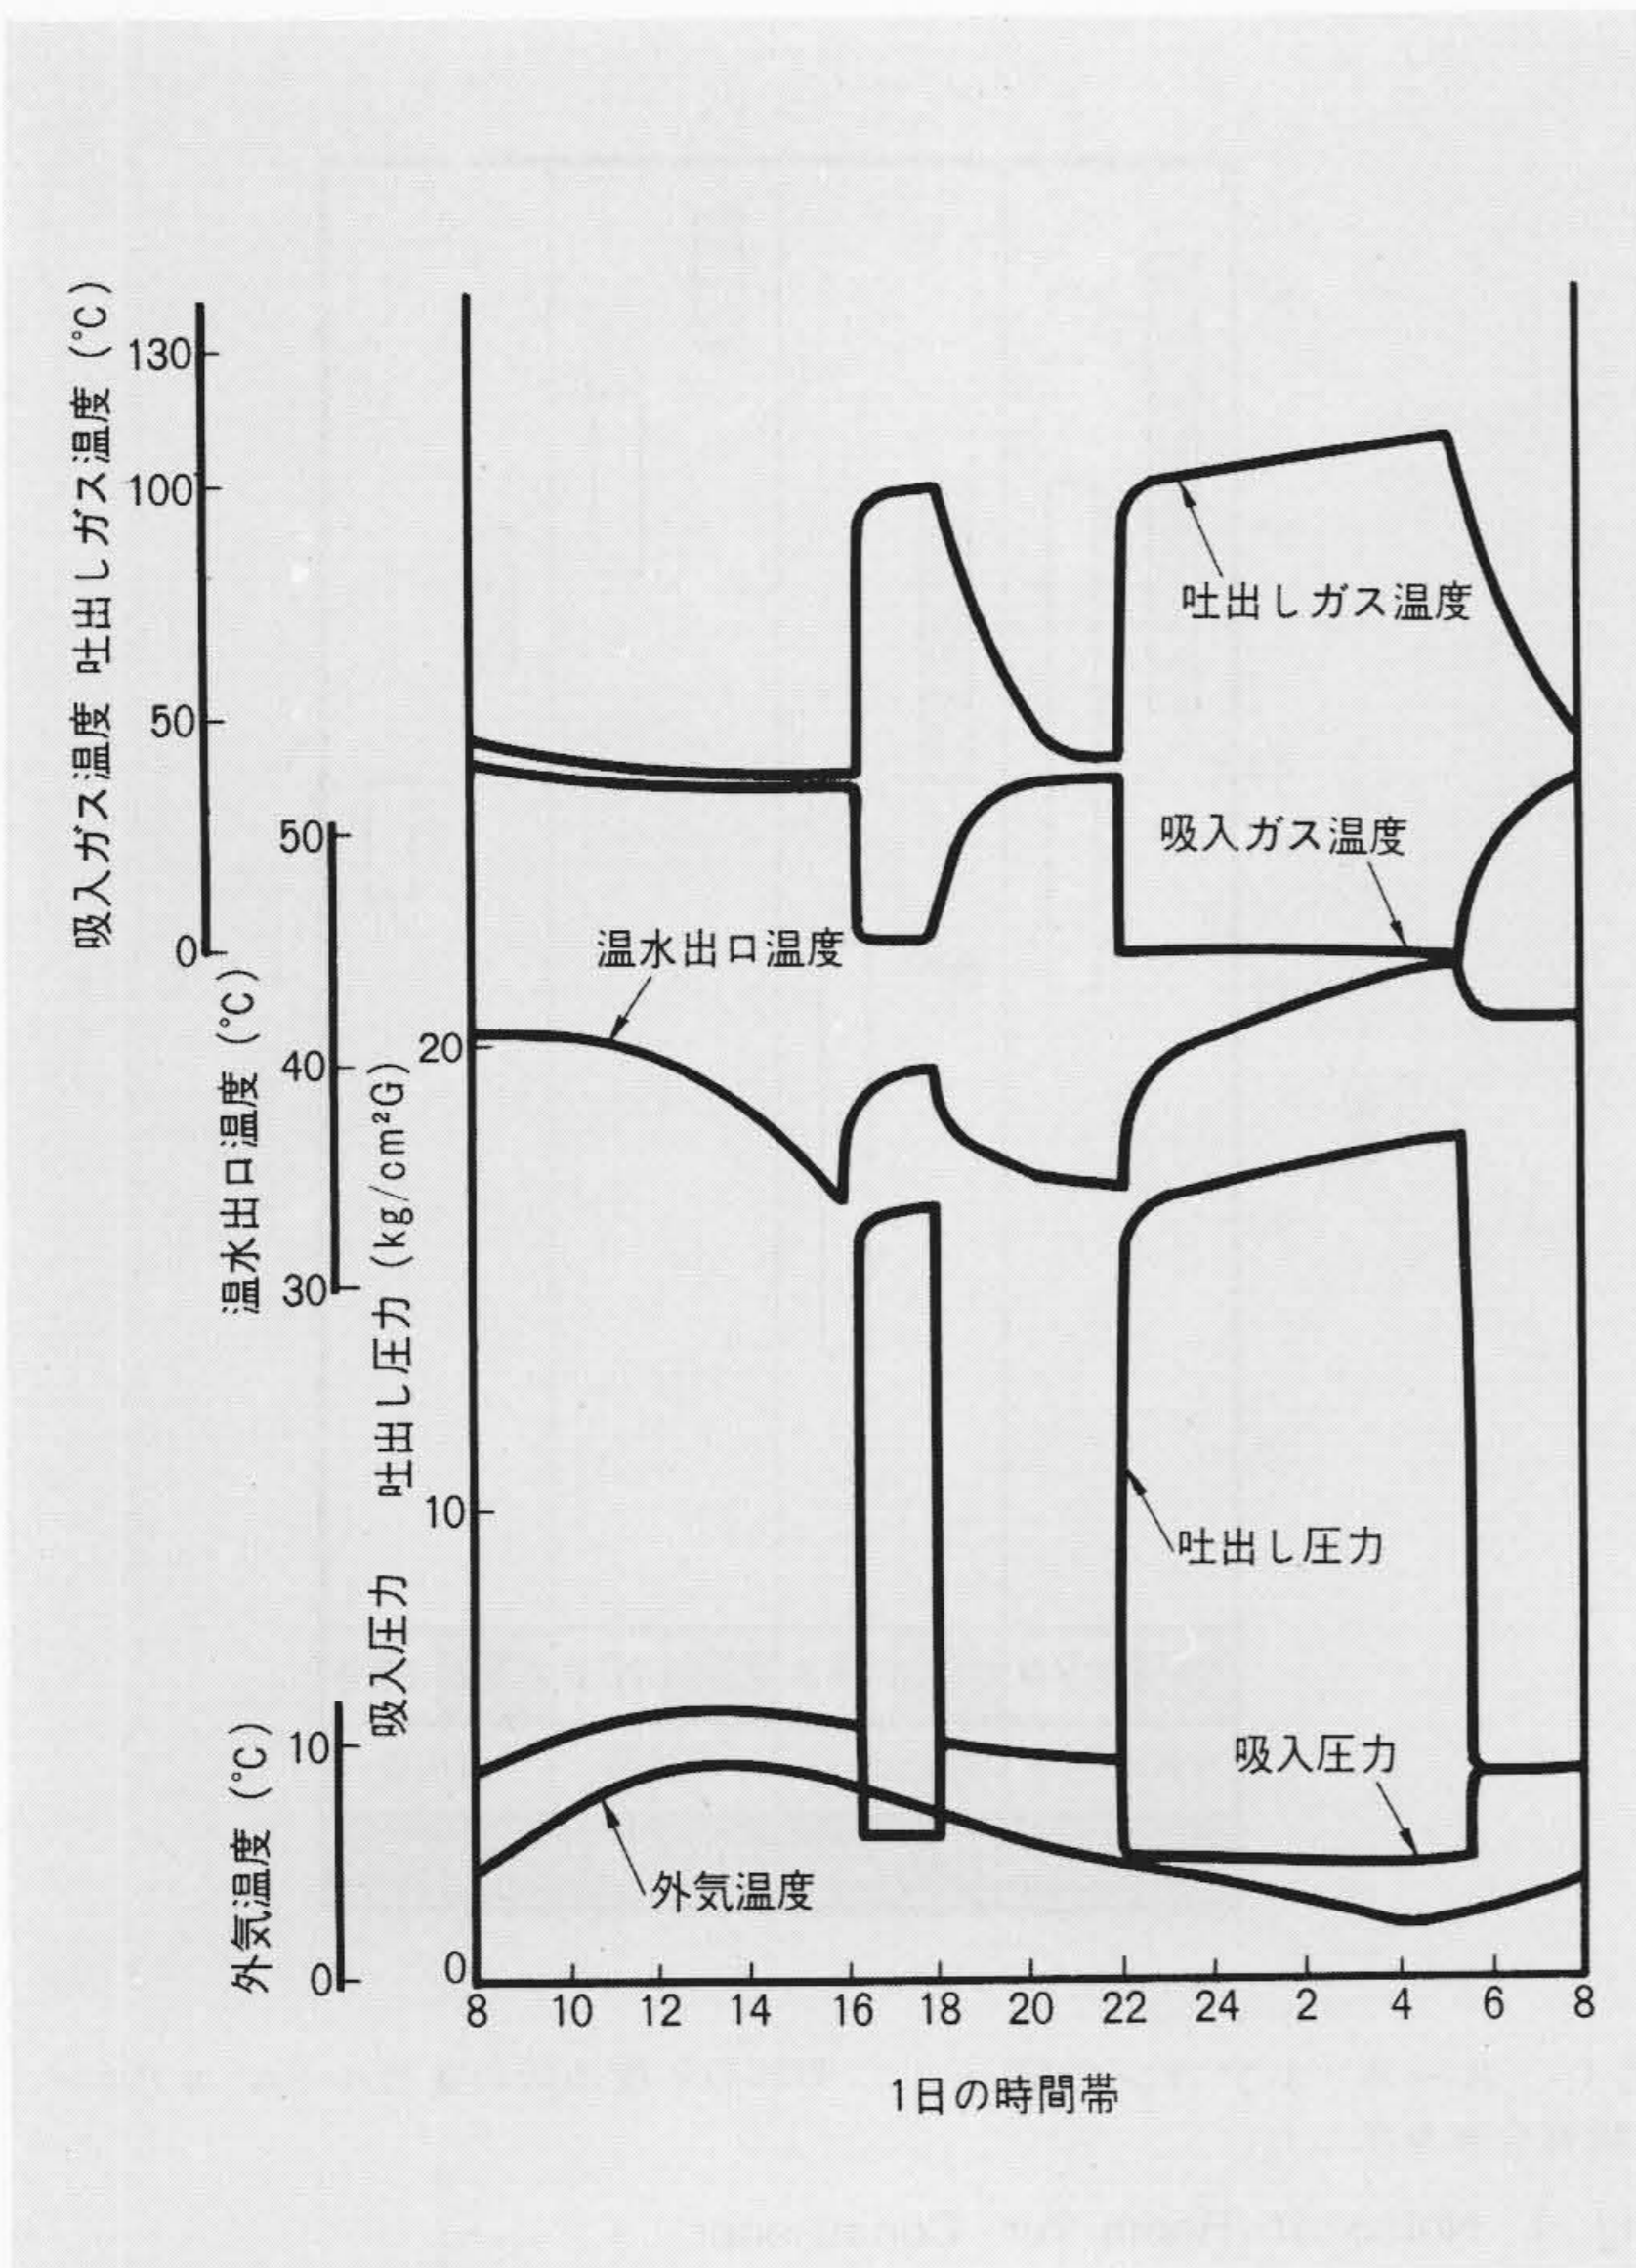 吸入ガス温度 吐出しガス温度 (℃)
130
100
50
0
温水出口温度 (℃)
50
40
30
吸入圧力 吐出し圧力 (kg/cm²G)
20
10
0
外気温度 (℃)
10
0
吐出しガス温度
吸入ガス温度
温水出口温度
吐出し圧力
吸入圧力
外気温度
8 10 12 14 16 18 20 22 24 2 4 6 8
1日の時間帯